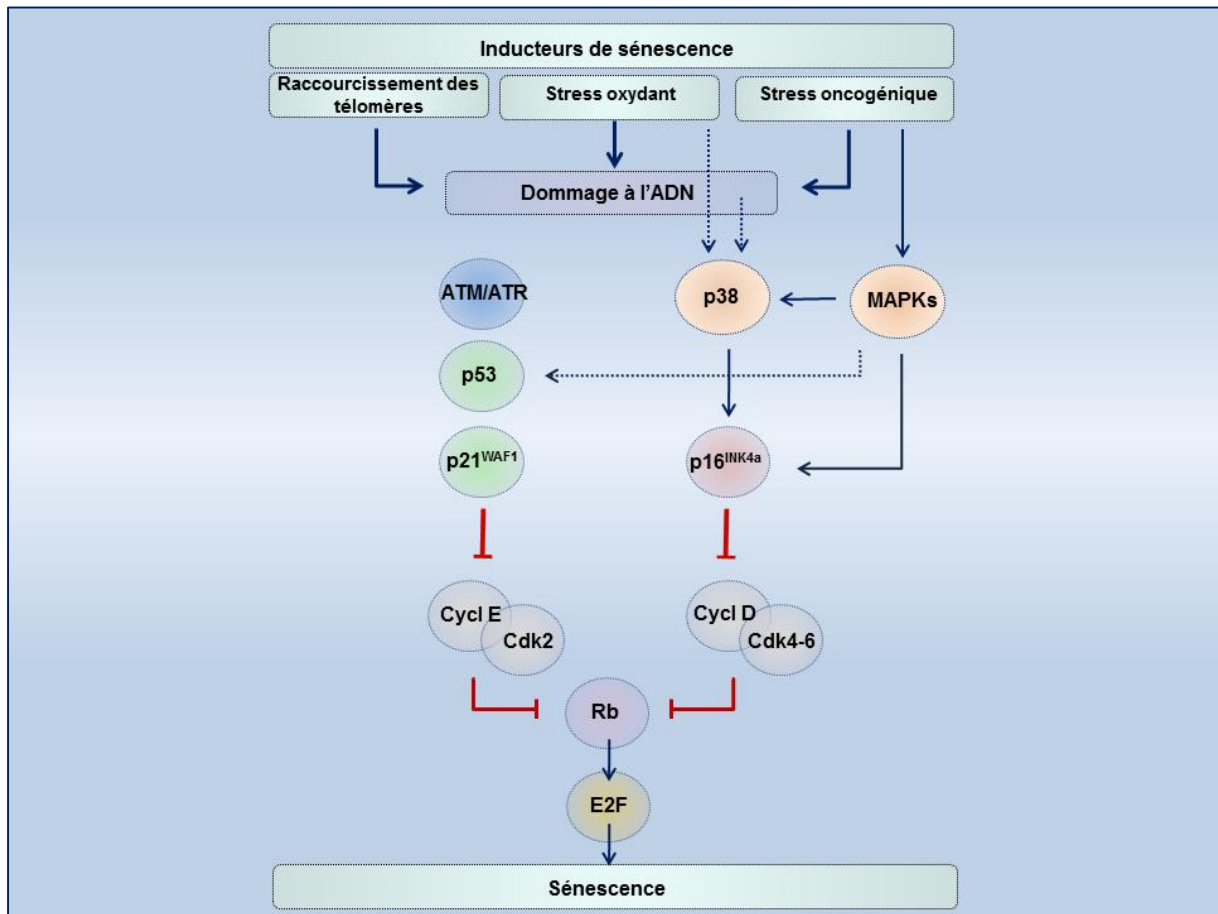 Inducteurs de sénescence
Raccourcissement des
télomères
Stress oxydant
Stress oncogénique
Dommage à l'ADN
ATM/ATR
p38
MAPKs
p53
p21WAF1
p16INK4a
Cycl E
Cdk2
Cycl D
Cdk4-6
Rb
E2F
Sénescence